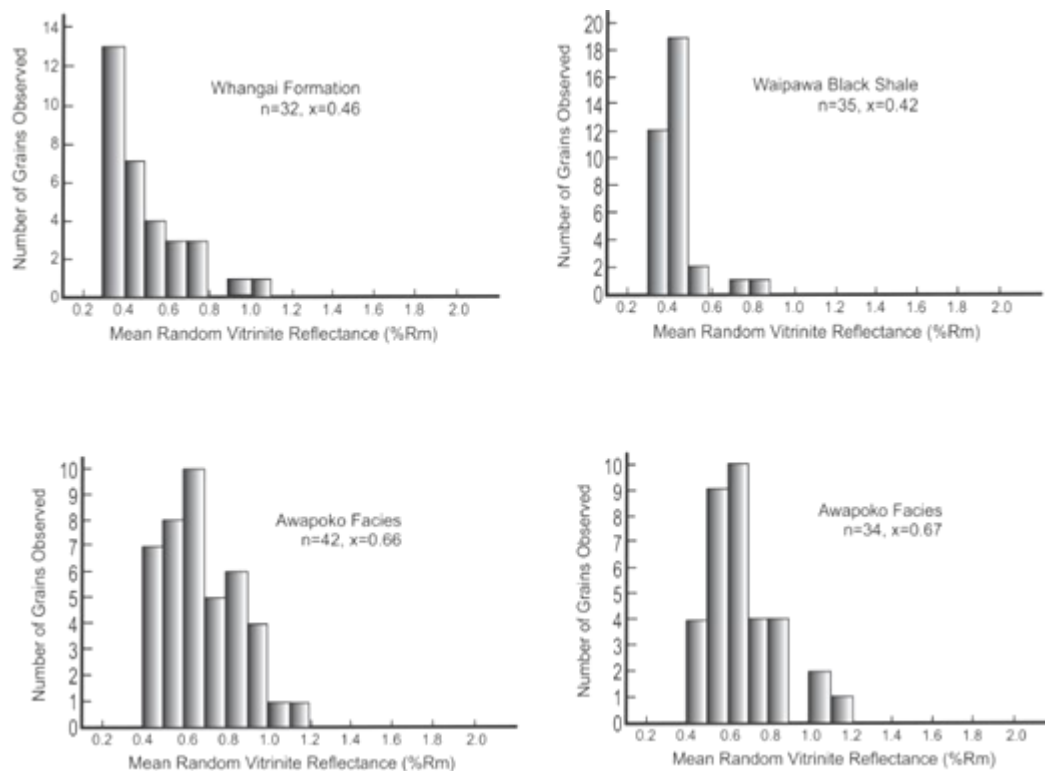 Number of Grains Observed
14
12
10
8
6
4
2
0
Whangai Formation
n=32, x=0.46
0.2 0.4 0.6 0.8 1.0 1.2 1.4 1.6 1.8 2.0
Mean Random Vitrinite Reflectance (%Rm)
Number of Grains Observed
20
18
16
14
12
10
8
6
4
2
0
Waipawa Black Shale
n=35, x=0.42
0.2 0.4 0.6 0.8 1.0 1.2 1.4 1.6 1.8 2.0
Mean Random Vitrinite Reflectance (%Rm)
Number of Grains Observed
10
9
8
7
6
5
4
3
2
1
0
Awapoko Facies
n=42, x=0.66
0.2 0.4 0.6 0.8 1.0 1.2 1.4 1.6 1.8 2.0
Mean Random Vitrinite Reflectance (%Rm)
Number of Grains Observed
10
9
8
7
6
5
4
3
2
1
0
Awapoko Facies
n=34, x=0.67
0.2 0.4 0.6 0.8 1.0 1.2 1.4 1.6 1.8 2.0
Mean Random Vitrinite Reflectance (%Rm)